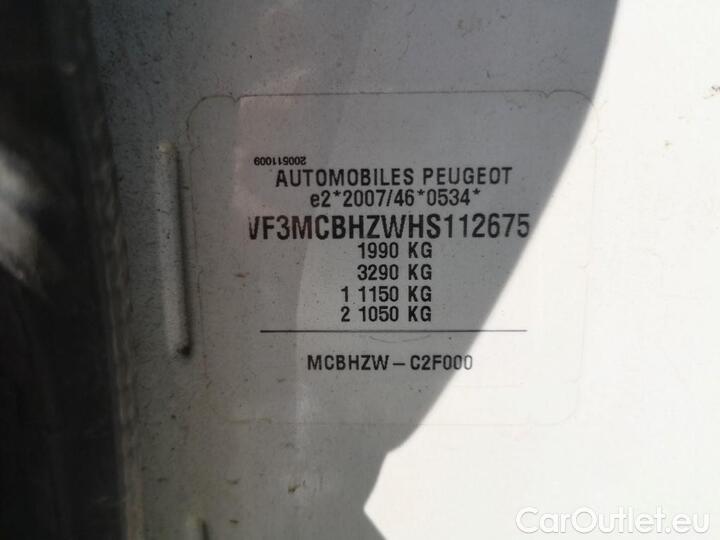 200511009
AUTOMOBILES PEUGEOT
e2*2007/46*0534*
VF3MCBHZWHS112675
1990 KG
3290 KG
1 1150 KG
2 1050 KG
MCBHZW – C2F000
CarOutlet.eu